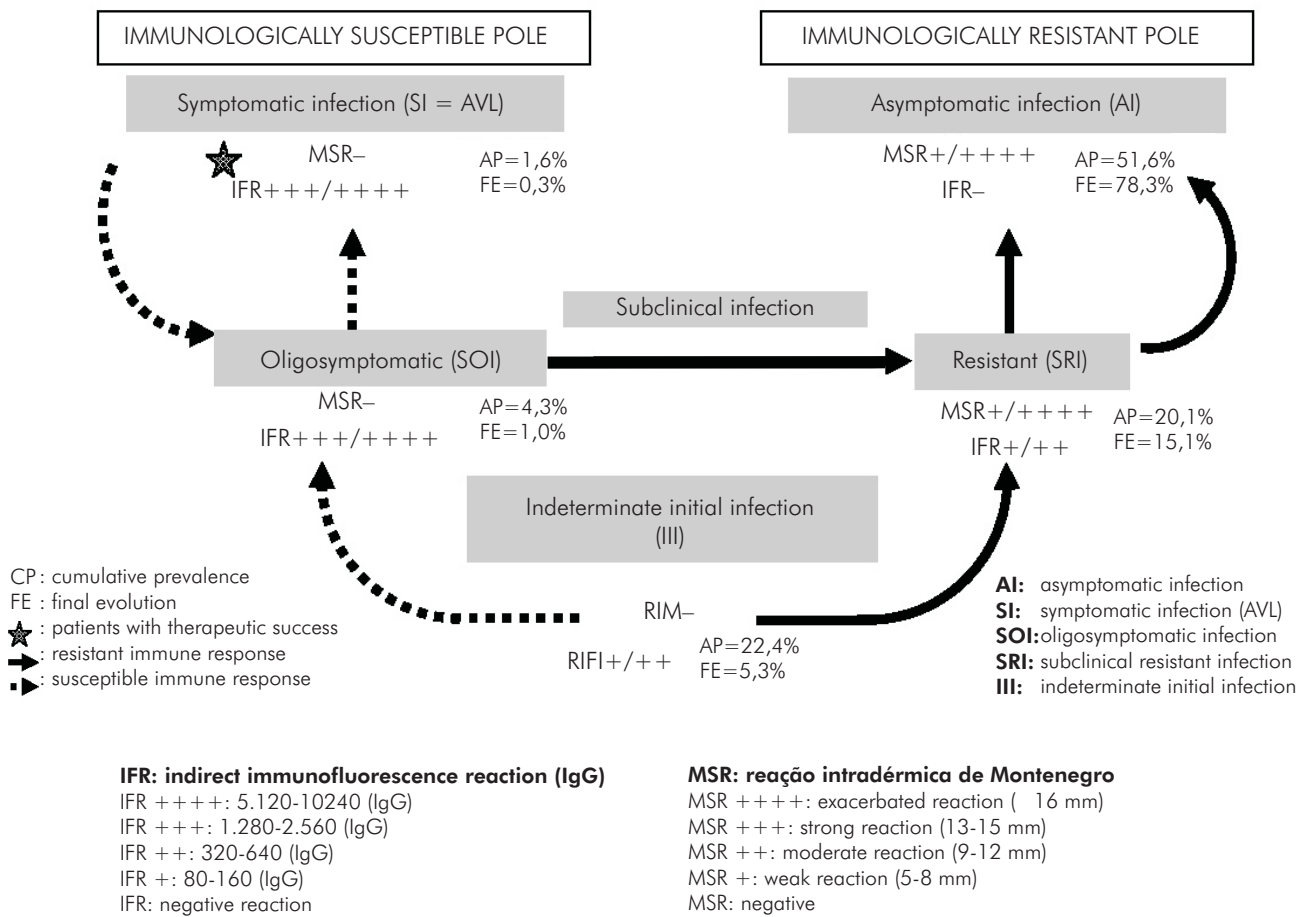 IMMUNOLOGICALLY SUSCEPTIBLE POLE
IMMUNOLOGICALLY RESISTANT POLE
Symptomatic infection (SI = AVL)
MSR–
IFR+++/++++
AP=1,6%
FE=0,3%
Asymptomatic infection (AI)
MSR+/++++
IFR–
AP=51,6%
FE=78,3%
Subclinical infection
Oligosymptomatic (SOI)
MSR–
IFR+++/++++
AP=4,3%
FE=1,0%
Resistant (SRI)
MSR+/++++
IFR+/++
AP=20,1%
FE=15,1%
Indeterminate initial infection
(III)
RIM–
RIFI+/++
AP=22,4%
FE=5,3%
CP : cumulative prevalence
FE : final evolution
: patients with therapeutic success
: resistant immune response
: susceptible immune response
AI: asymptomatic infection
SI: symptomatic infection (AVL)
SOI: oligosymptomatic infection
SRI: subclinical resistant infection
III: indeterminate initial infection
IFR: indirect immunofluorescence reaction (IgG)
IFR ++++: 5.120-10240 (IgG)
IFR +++: 1.280-2.560 (IgG)
IFR ++: 320-640 (IgG)
IFR +: 80-160 (IgG)
IFR: negative reaction
MSR: reação intradérmica de Montenegro
MSR ++++: exacerbated reaction ( 16 mm)
MSR +++: strong reaction (13-15 mm)
MSR ++: moderate reaction (9-12 mm)
MSR +: weak reaction (5-8 mm)
MSR: negative